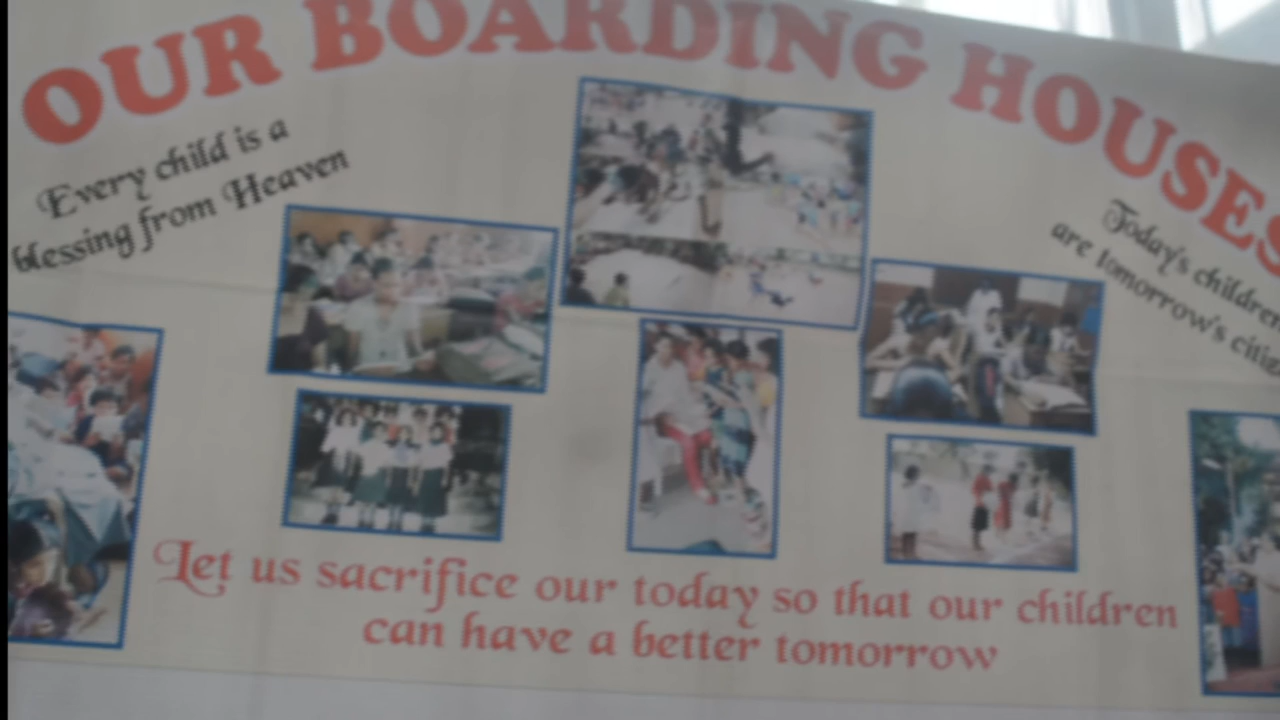 OUR BOARDING HOUSES
Every child is a
blessing from Heaven
Today's children
are tomorrow's
Let us sacrifice our today so that our children
can have a better tomorrow